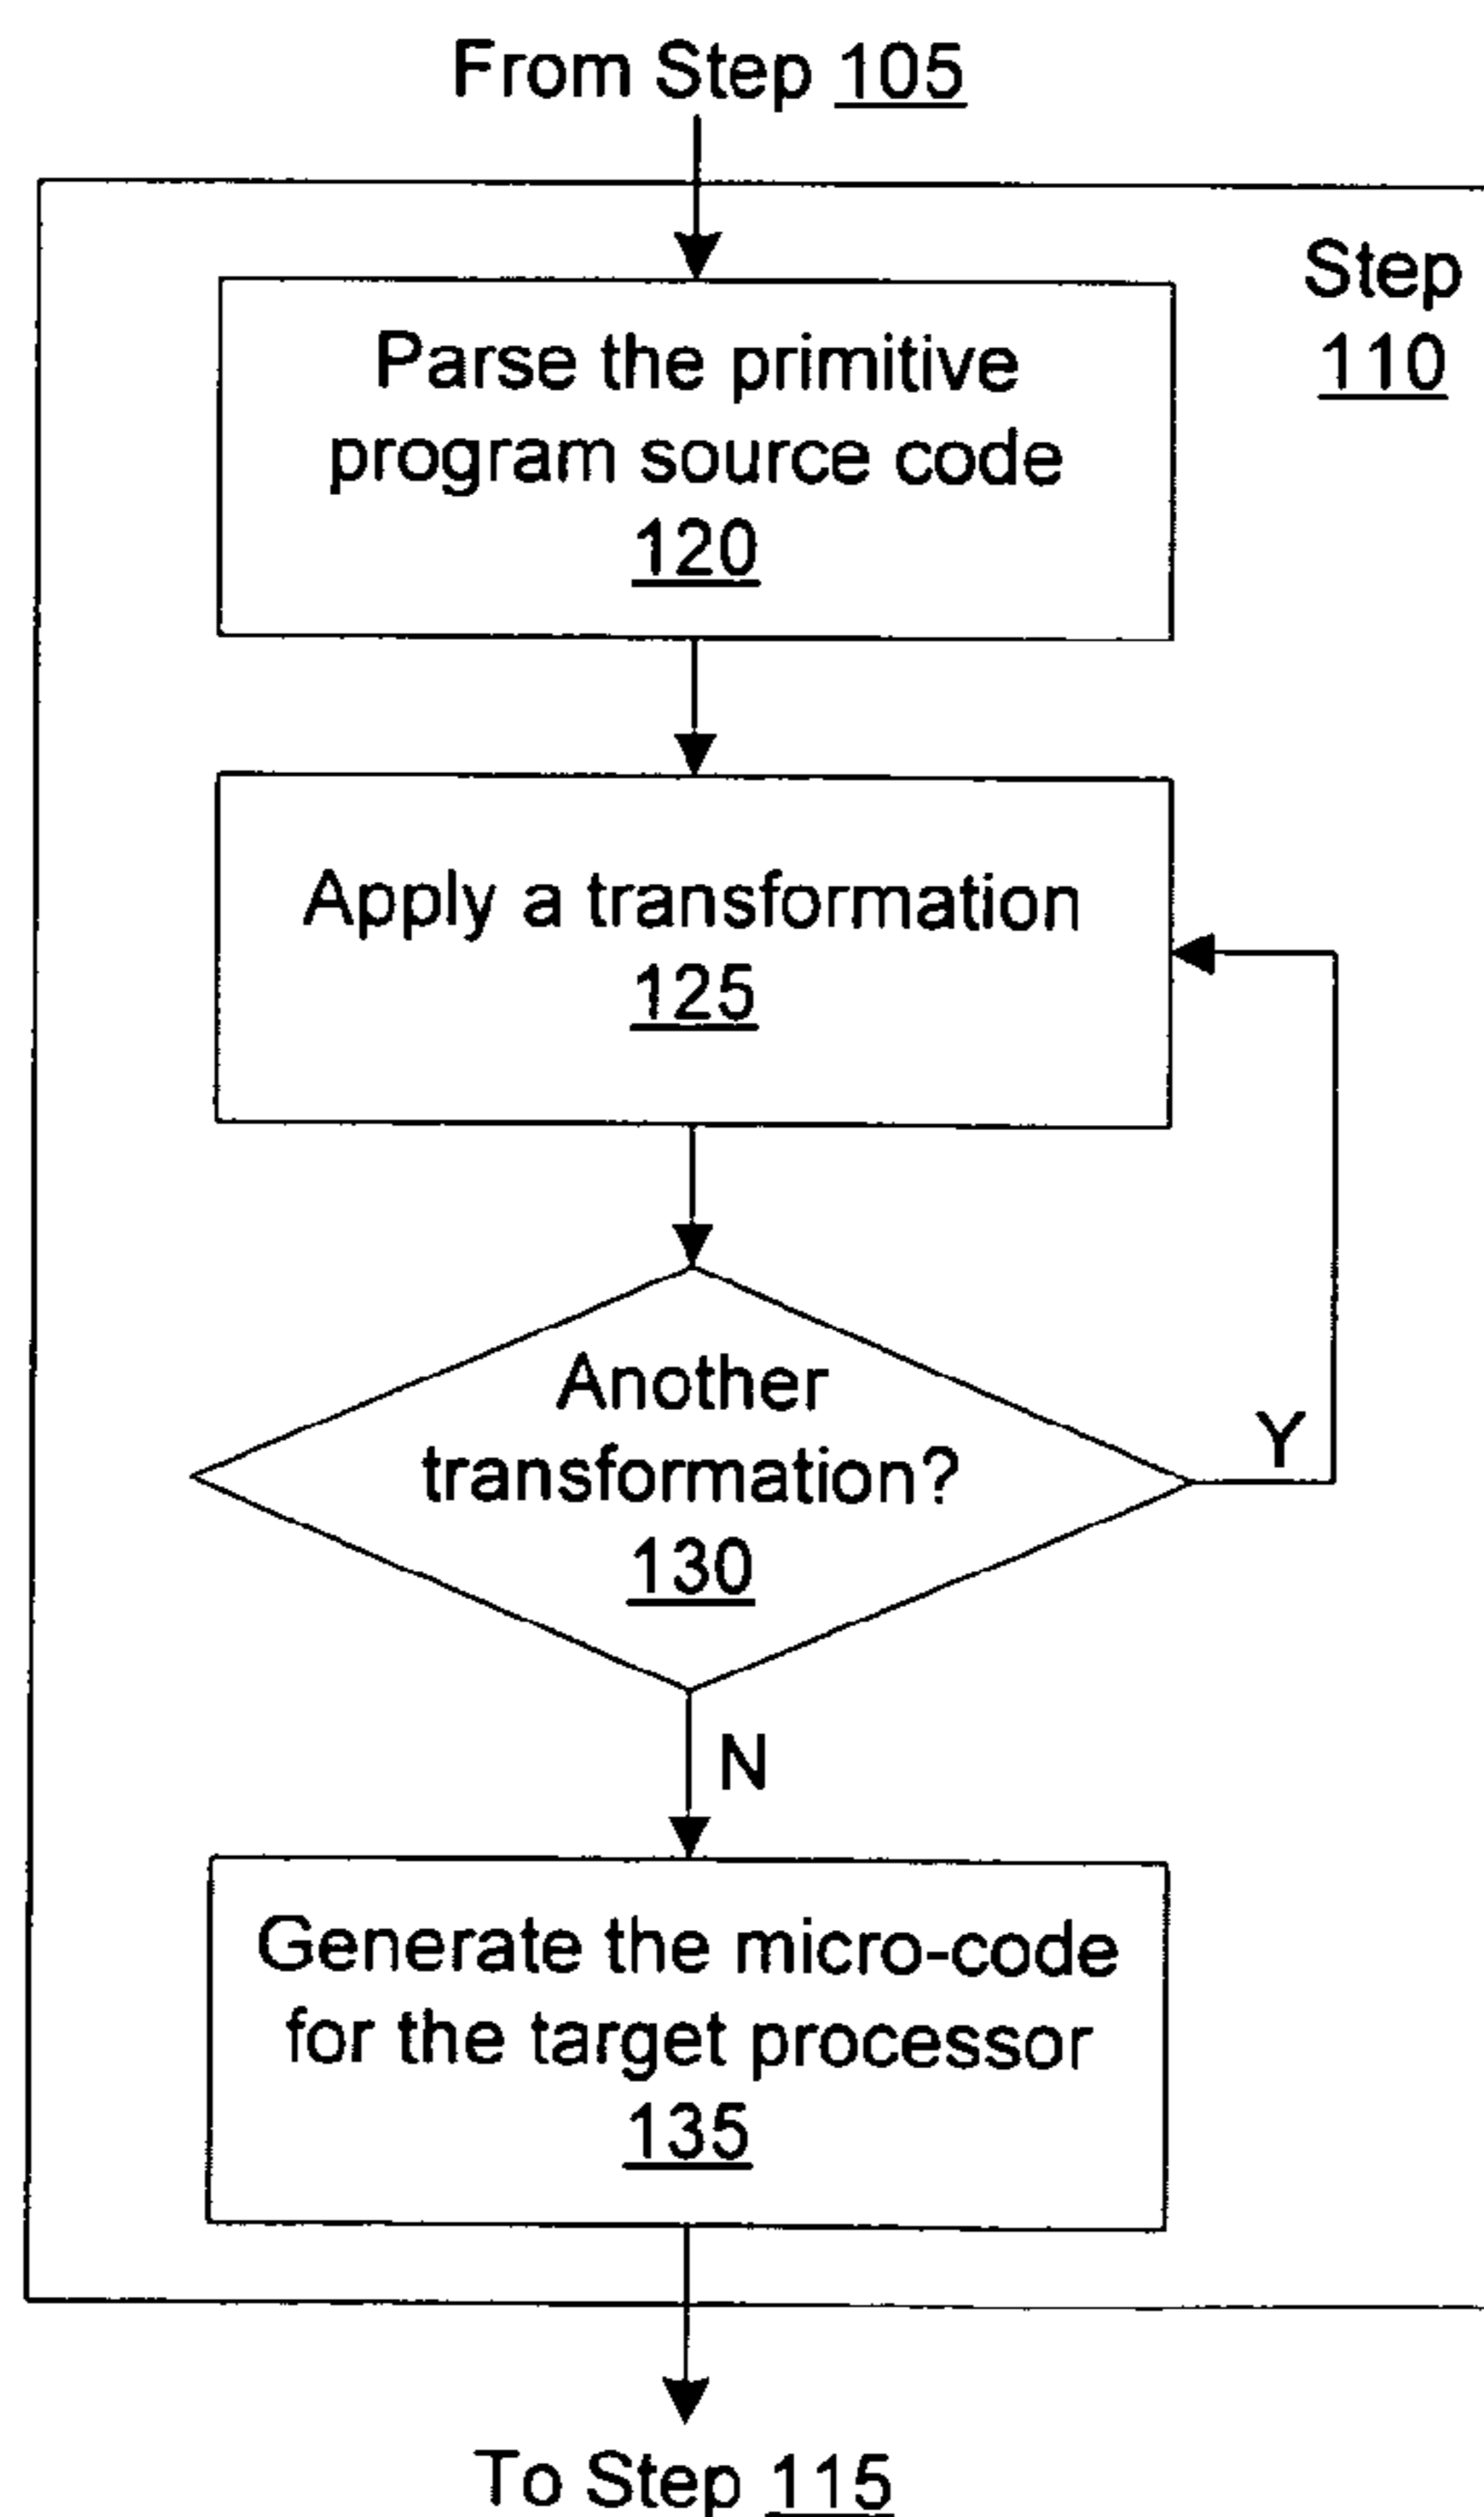 From Step 105
Step
110
Parse the primitive
program source code
120
Apply a transformation
125
Another
transformation?
130
Y
N
Generate the micro-code
for the target processor
135
To Step 115